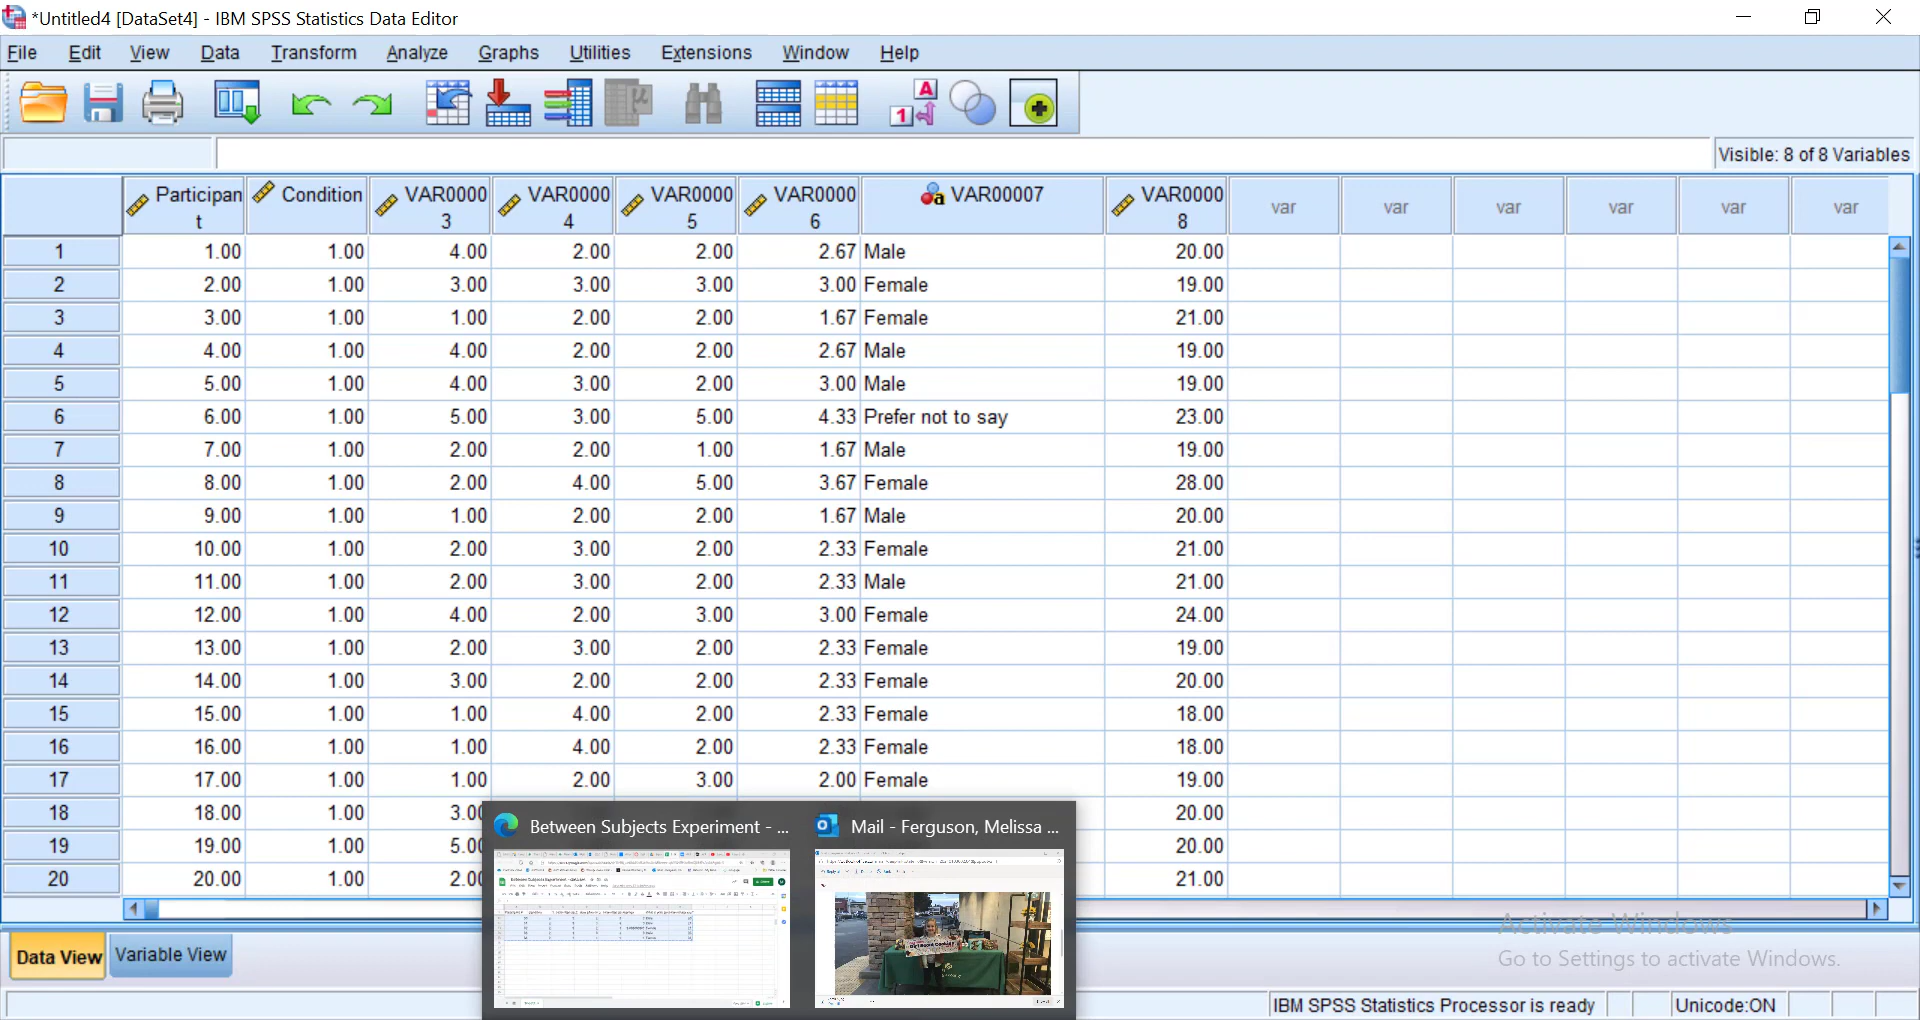 *Untitled4 [DataSet4] - IBM SPSS Statistics Data Editor
File Edit View Data Transform Analyze Graphs Utilities Extensions Window Help
Visible: 8 of 8 Variables
Participan Condition VAR0000 VAR0000 VAR0000 VAR0000 VAR00007 VAR0000 var var var var var var
t 3 4 5 6 8
1 1.00 1.00 4.00 2.00 2.00 2.67 Male 20.00
2 2.00 1.00 3.00 3.00 3.00 3.00 Female 19.00
3 3.00 1.00 1.00 2.00 2.00 1.67 Female 21.00
4 4.00 1.00 4.00 2.00 2.00 2.67 Male 19.00
5 5.00 1.00 4.00 3.00 2.00 3.00 Male 19.00
6 6.00 1.00 5.00 3.00 5.00 4.33 Prefer not to say 23.00
7 7.00 1.00 2.00 2.00 1.00 1.67 Male 19.00
8 8.00 1.00 2.00 4.00 5.00 3.67 Female 28.00
9 9.00 1.00 1.00 2.00 2.00 1.67 Male 20.00
10 10.00 1.00 2.00 3.00 2.00 2.33 Female 21.00
11 11.00 1.00 2.00 3.00 2.00 2.33 Male 21.00
12 12.00 1.00 4.00 2.00 3.00 3.00 Female 24.00
13 13.00 1.00 2.00 3.00 2.00 2.33 Female 19.00
14 14.00 1.00 3.00 2.00 2.00 2.33 Female 20.00
15 15.00 1.00 1.00 4.00 2.00 2.33 Female 18.00
16 16.00 1.00 1.00 4.00 2.00 2.33 Female 18.00
17 17.00 1.00 1.00 2.00 3.00 2.00 Female 19.00
18 18.00 1.00 3.00 20.00
19 19.00 1.00 5.00 20.00
20 20.00 1.00 2.00 21.00
Between Subjects Experiment - ...
Mail - Ferguson, Melissa ...
Data View Variable View
Activate Windows
Go to Settings to activate Windows.
IBM SPSS Statistics Processor is ready Unicode:ON